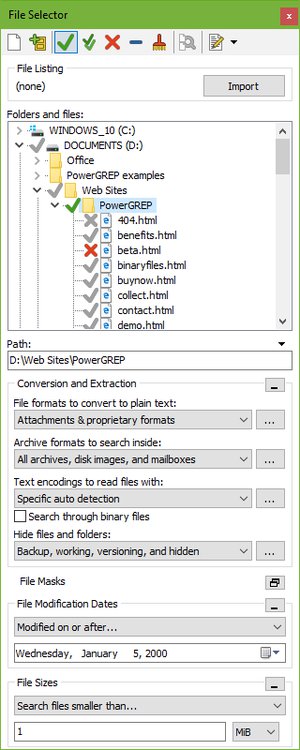 File Selector
File Listing
(none)
Import
Folders and files:
WINDOWS_10 (C:)
DOCUMENTS (D:)
Office
PowerGREP examples
Web Sites
PowerGREP
404.html
benefits.html
beta.html
binaryfiles.html
buynow.html
collect.html
contact.html
demo.html
Path:
D:\Web Sites\PowerGREP
Conversion and Extraction
File formats to convert to plain text:
Attachments & proprietary formats
...
Archive formats to search inside:
All archives, disk images, and mailboxes
...
Text encodings to read files with:
Specific auto detection
...
Search through binary files
Hide files and folders:
Backup, working, versioning, and hidden
...
File Masks
File Modification Dates
Modified on or after...
Wednesday, January 5, 2000
File Sizes
Search files smaller than...
1 MiB